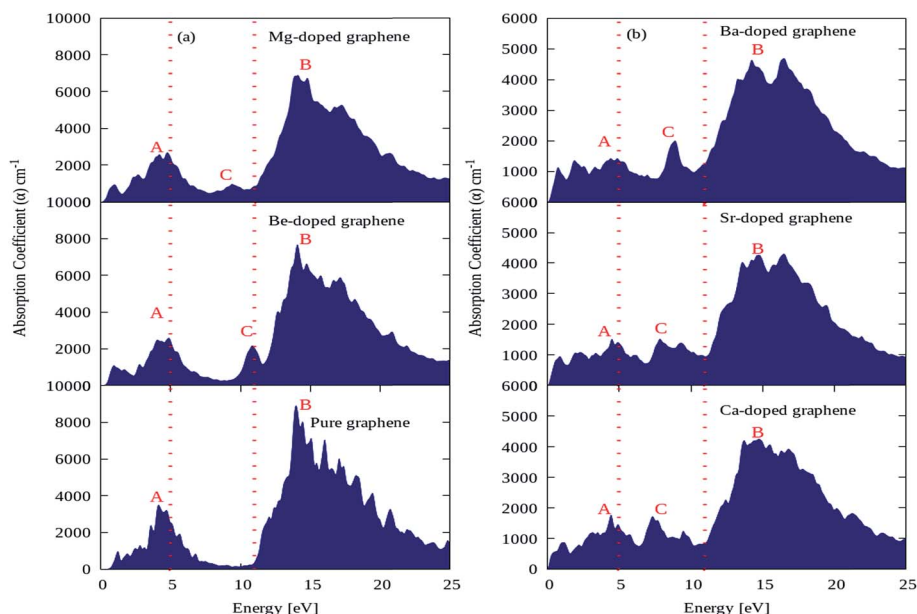 (a)
Mg-doped graphene
10000
8000
6000
4000
2000
A
B
C
Be-doped graphene
10000
8000
6000
4000
2000
0
A
B
C
Pure graphene
10000
8000
6000
4000
2000
0
A
B
0 5 10 15 20 25
Energy [eV]
Absorption Coefficient (α) cm-1
(b)
Ba-doped graphene
6000
5000
4000
3000
2000
1000
A
B
C
Sr-doped graphene
6000
5000
4000
3000
2000
1000
0
A
B
C
Ca-doped graphene
6000
5000
4000
3000
2000
1000
0
A
B
C
0 5 10 15 20 25
Energy [eV]
Absorption Coefficient (α) cm-1